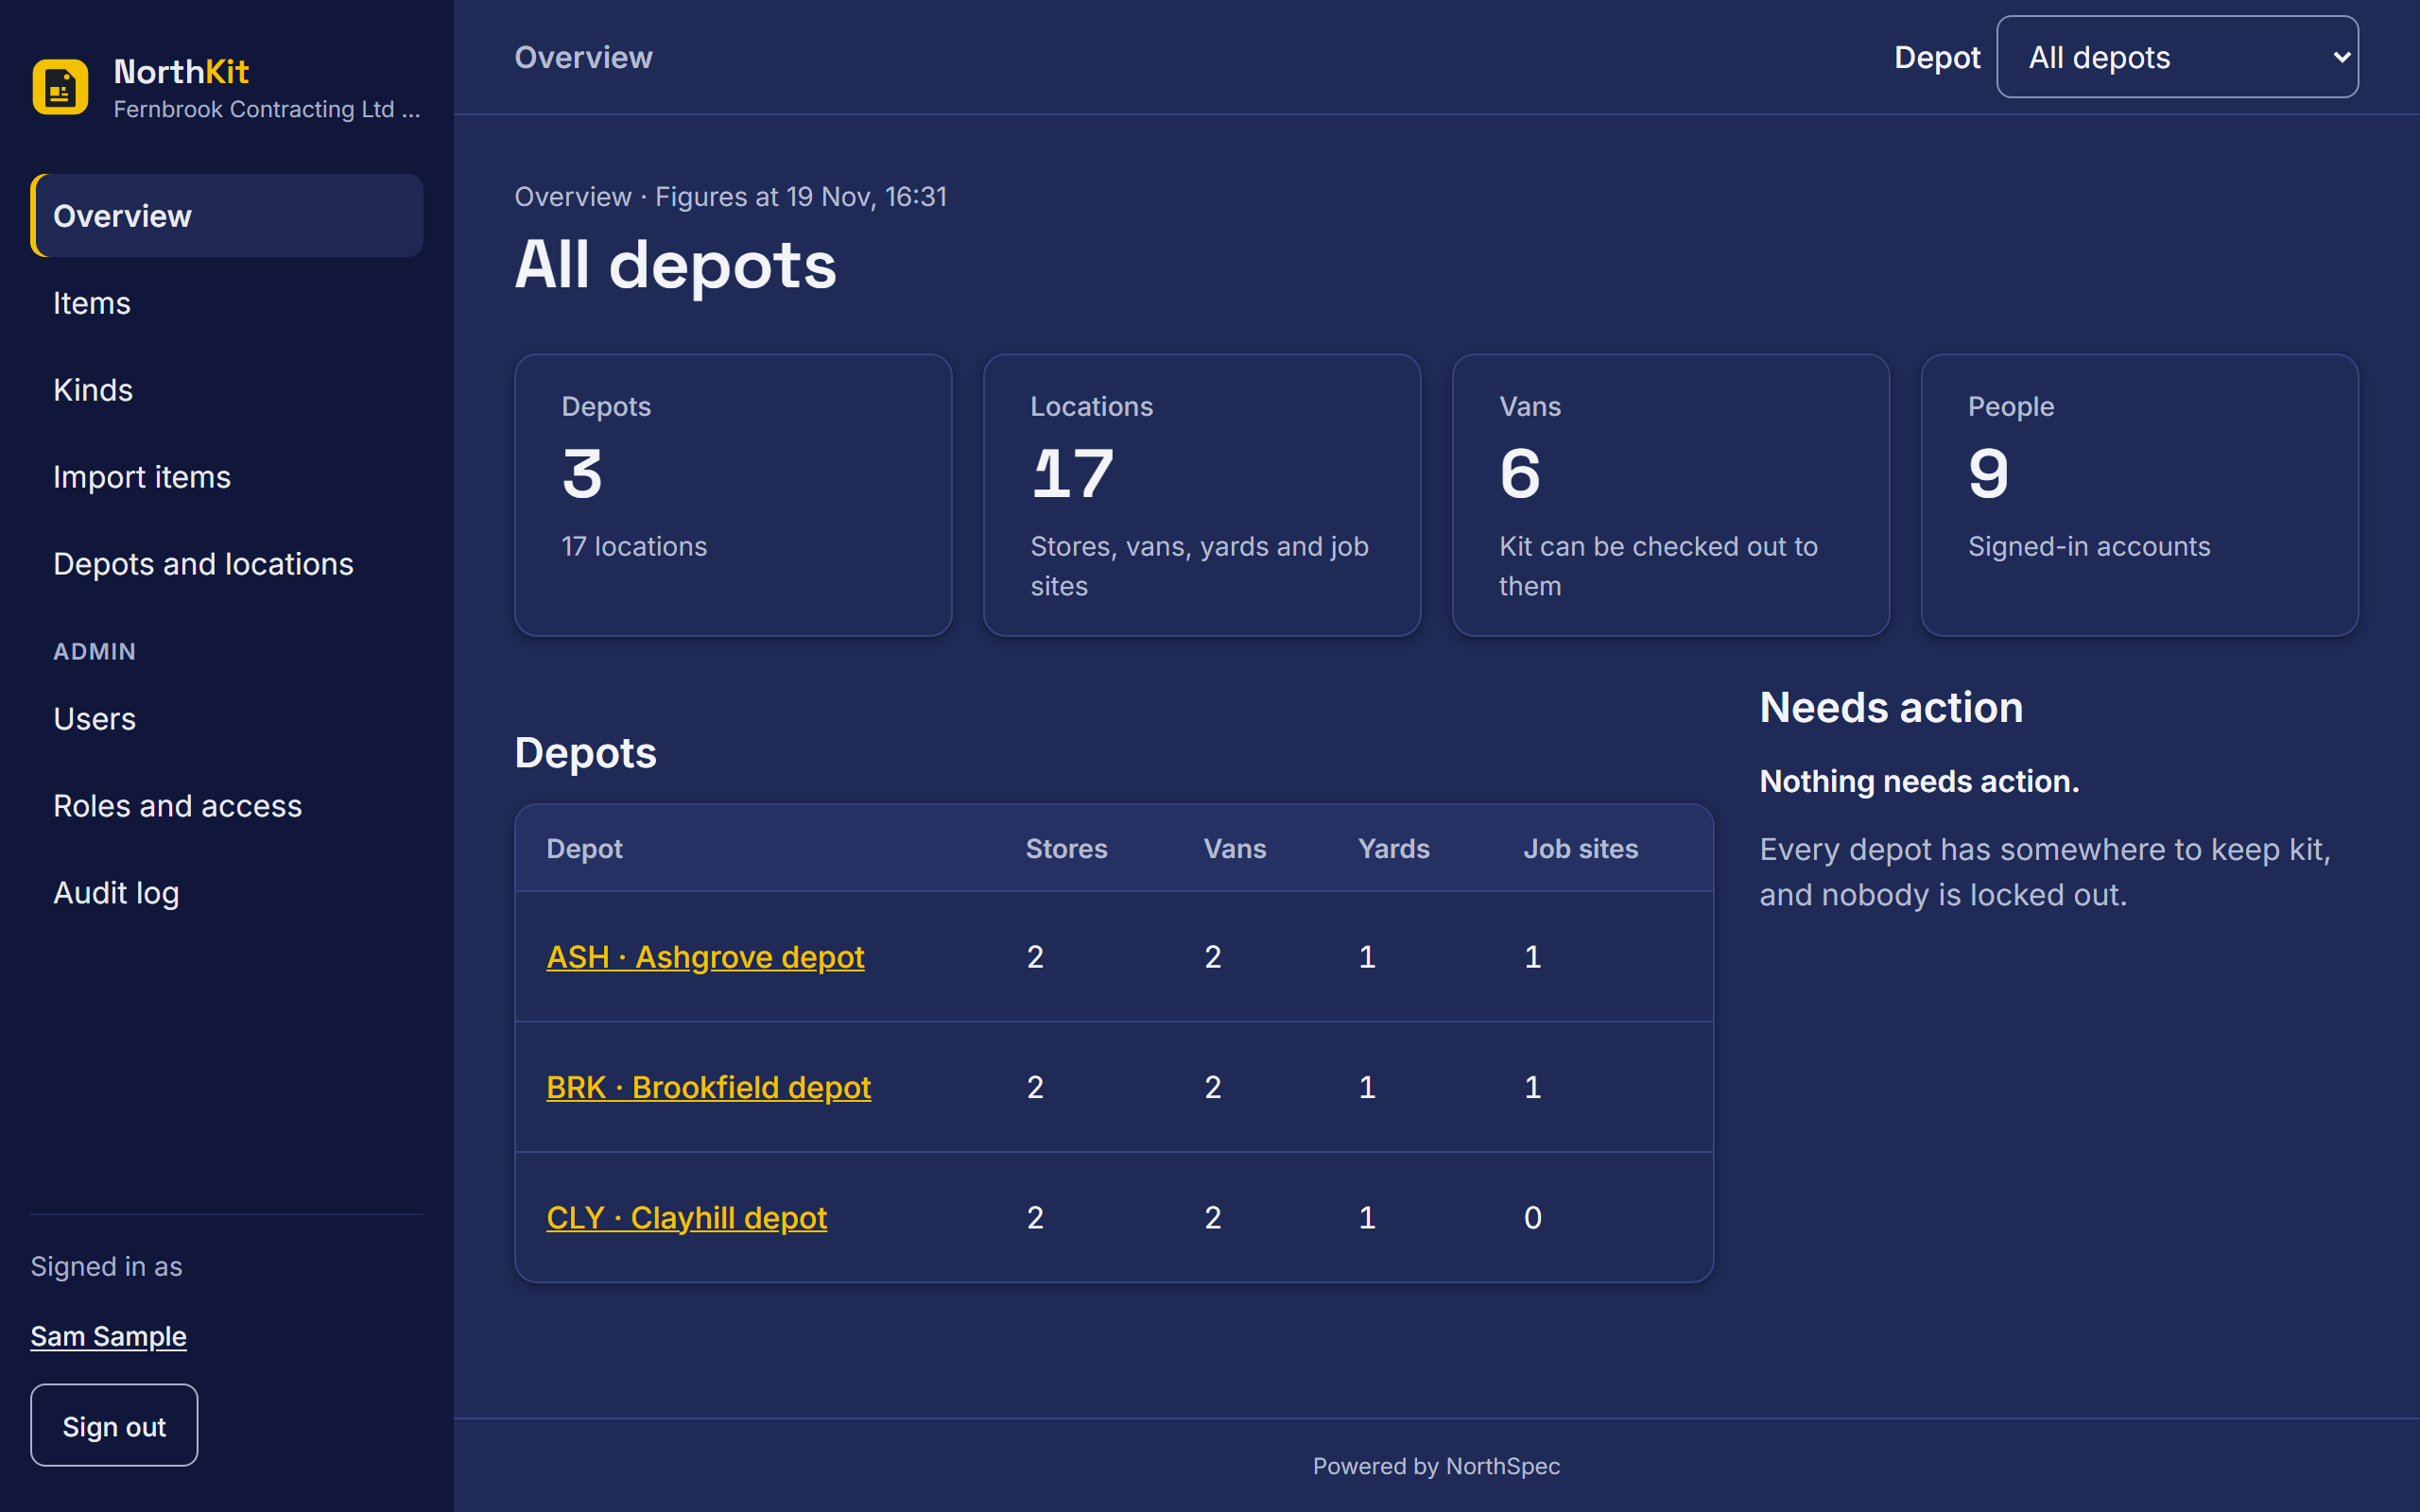 NorthKit
Fernbrook Contracting Ltd ...
Overview
Items
Kinds
Import items
Depots and locations
ADMIN
Users
Roles and access
Audit log
Signed in as
Sam Sample
Sign out
Overview
Depot All depots
Overview · Figures at 19 Nov, 16:31
All depots
Depots
3
17 locations
Locations
17
Stores, vans, yards and job
sites
Vans
6
Kit can be checked out to
them
People
9
Signed-in accounts
Depots
Depot Stores Vans Yards Job sites
ASH · Ashgrove depot 2 2 1 1
BRK · Brookfield depot 2 2 1 1
CLY · Clayhill depot 2 2 1 0
Needs action
Nothing needs action.
Every depot has somewhere to keep kit,
and nobody is locked out.
Powered by NorthSpec